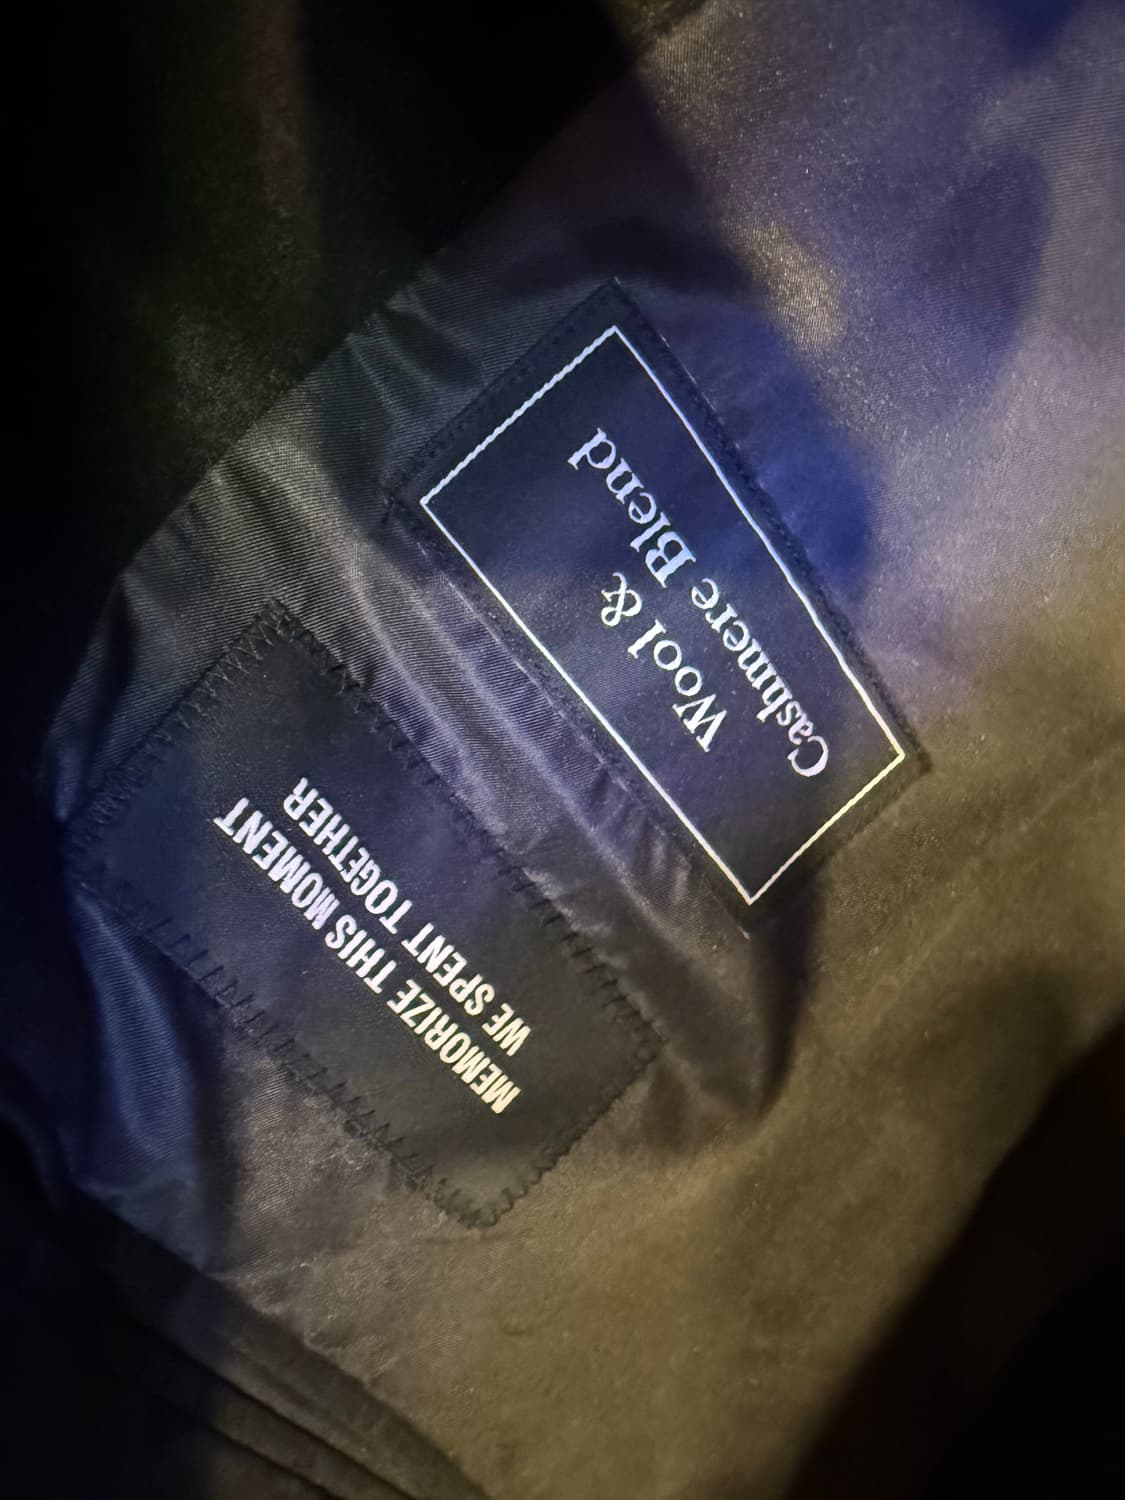 Wool &
Cashmere Blend
MEMORIZE THIS MOMENT
WE SPENT TOGETHER